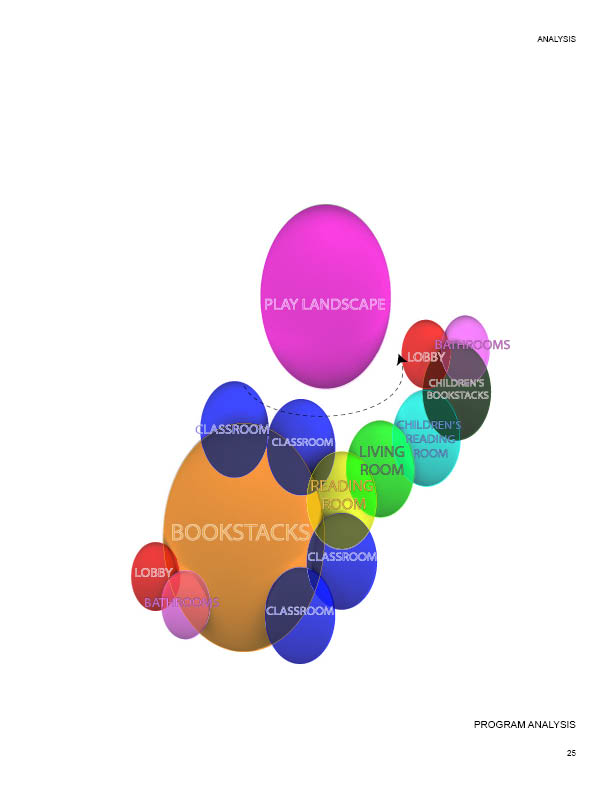 ANALYSIS
PLAY LANDSCAPE
BATHROOMS
LOBBY
CHILDREN'S
BOOKSTACKS
CLASSROOM
CLASSROOM
CHILDREN'S
READING
ROOM
LIVING
ROOM
READING
ROOM
BOOKSTACKS
CLASSROOM
LOBBY
BATHROOMS
CLASSROOM
PROGRAM ANALYSIS
25